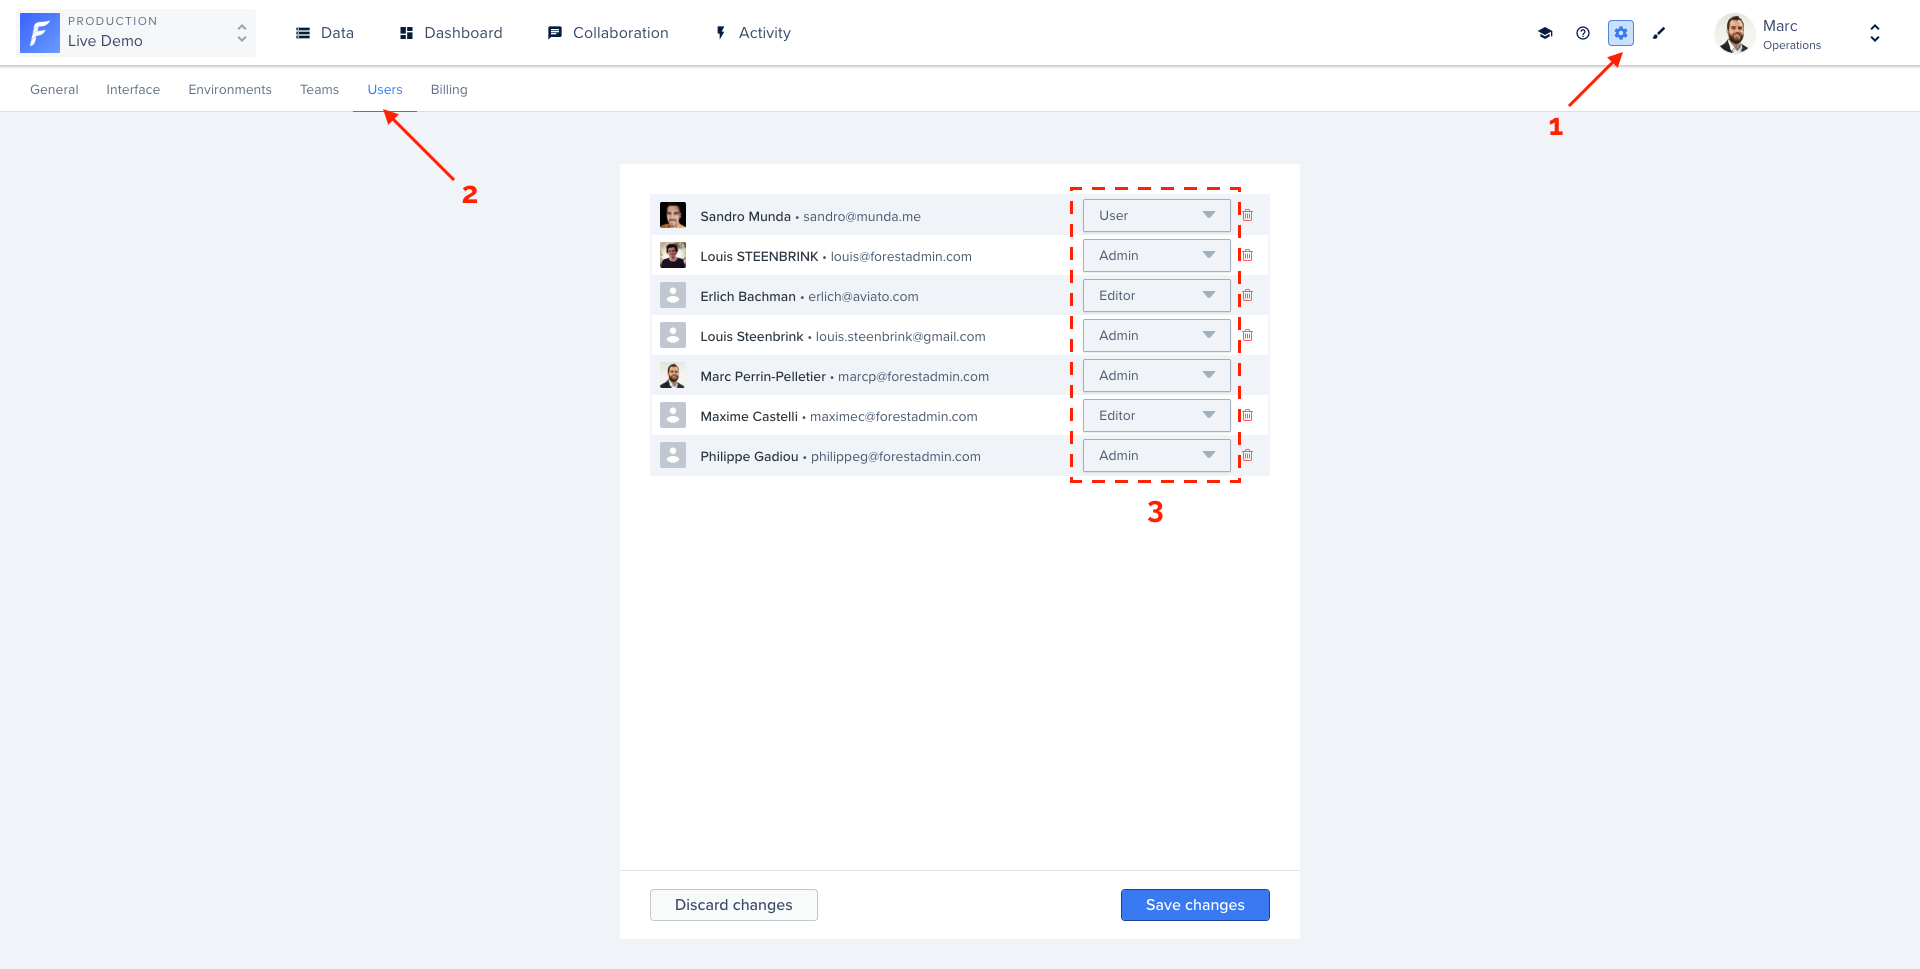 PRODUCTION
Live Demo
Data
Dashboard
Collaboration
Activity
Marc
Operations
General
Interface
Environments
Teams
Users
Billing
1
2
Sandro Munda • sandro@munda.me
User
Louis STEENBRINK • louis@forestadmin.com
Admin
Erlich Bachman • erlich@aviato.com
Editor
Louis Steenbrink • louis.steenbrink@gmail.com
Admin
Marc Perrin-Pelletier • marcp@forestadmin.com
Admin
Maxime Castelli • maximec@forestadmin.com
Editor
Philippe Gadiou • philippeg@forestadmin.com
Admin
3
Discard changes
Save changes